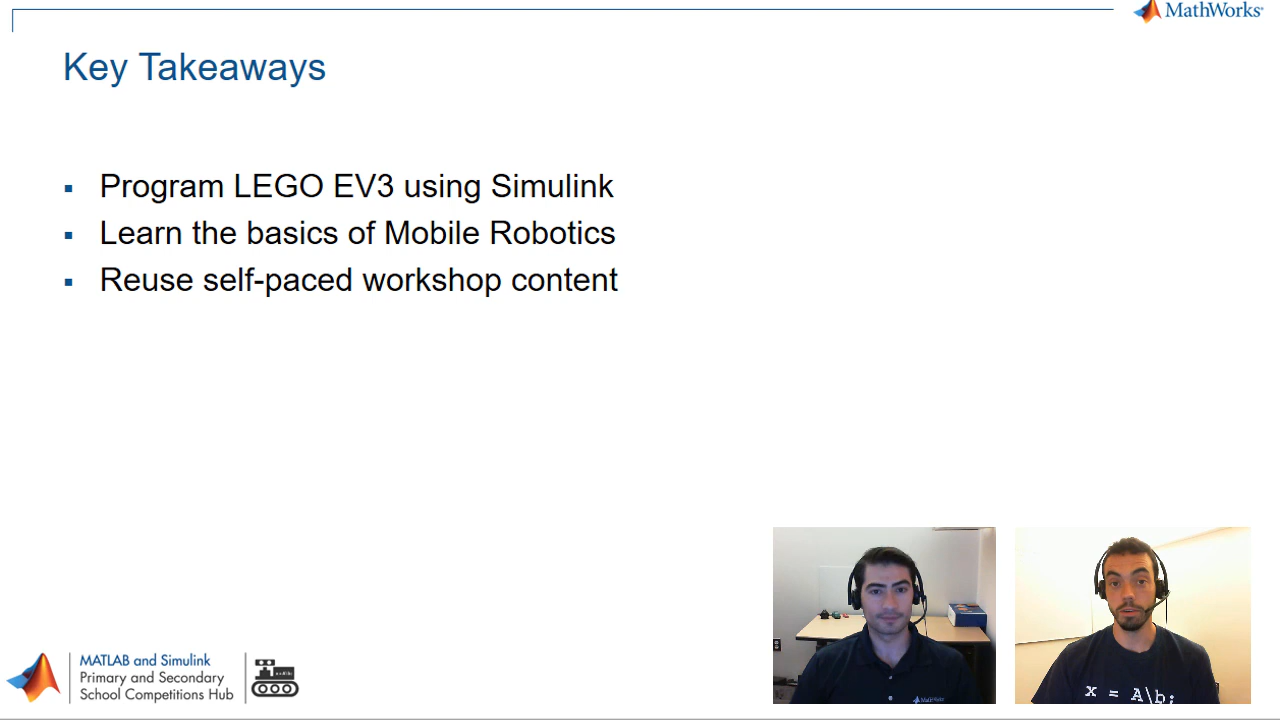 MathWorks®
Key Takeaways
Program LEGO EV3 using Simulink
Learn the basics of Mobile Robotics
Reuse self-paced workshop content
MathWorks
x = A\b;
MATLAB and Simulink
Primary and Secondary
School Competitions Hub